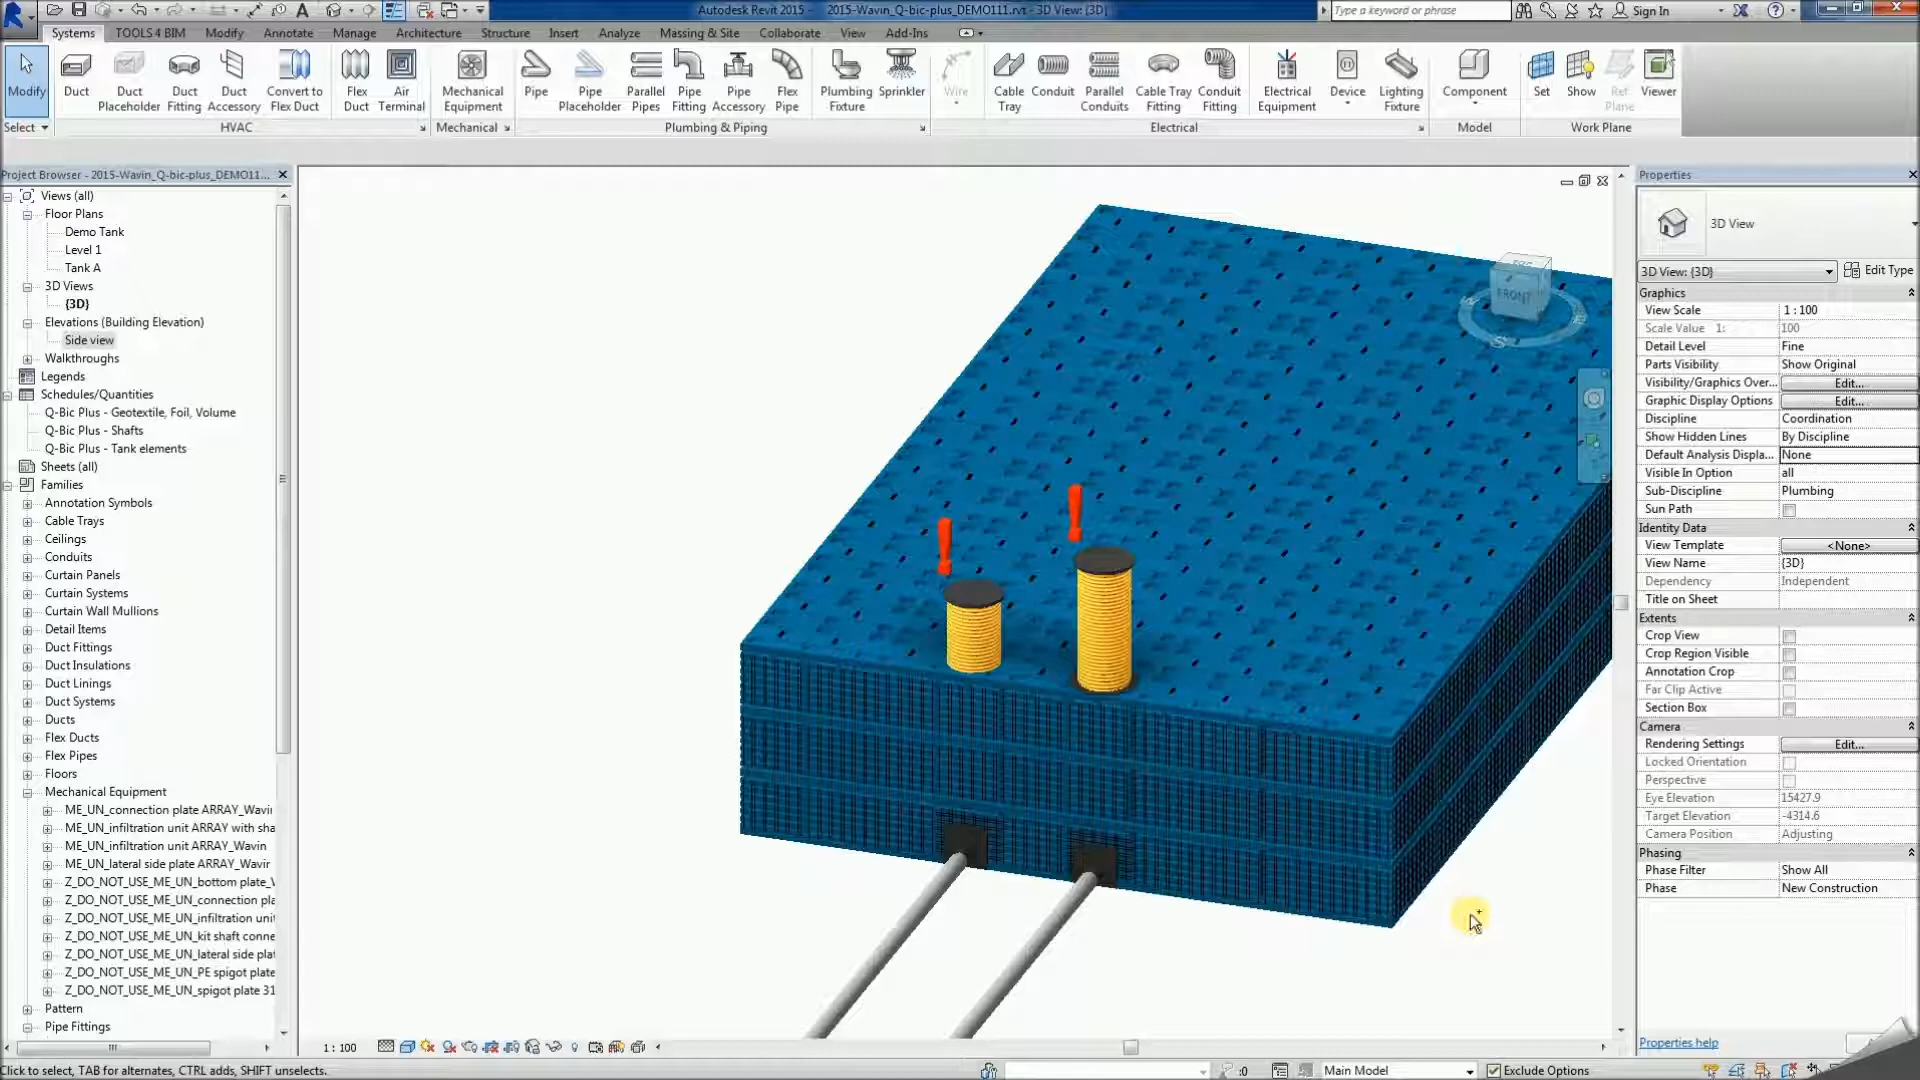 Autodesk Revit 2015 - 2015-Wavin_Q-bic-plus_DEMO111.rvt - 3D View: {3D}
Type a keyword or phrase
Sign In
Systems TOOLS 4 BIM Modify Annotate Manage Architecture Structure Insert Analyze Massing & Site Collaborate View Add-Ins
Modify Duct Duct Placeholder Duct Fitting Duct Accessory Convert to Flex Duct Flex Duct Air Terminal Mechanical Equipment Pipe Pipe Placeholder Parallel Pipes Pipe Fitting Pipe Accessory Flex Pipe Plumbing Fixture Sprinkler Wire Cable Tray Conduit Parallel Conduits Cable Tray Fitting Conduit Fitting Electrical Equipment Device Lighting Fixture Component Set Show Ref Plane Viewer
Select HVAC Mechanical Plumbing & Piping Electrical Model Work Plane
Project Browser - 2015-Wavin_Q-bic-plus_DEMO11...
Views (all)
Floor Plans
Demo Tank
Level 1
Tank A
3D Views
{3D}
Elevations (Building Elevation)
Side view
Walkthroughs
Legends
Schedules/Quantities
Q-Bic Plus - Geotextile, Foil, Volume
Q-Bic Plus - Shafts
Q-Bic Plus - Tank elements
Sheets (all)
Families
Annotation Symbols
Cable Trays
Ceilings
Conduits
Curtain Panels
Curtain Systems
Curtain Wall Mullions
Detail Items
Duct Fittings
Duct Insulations
Duct Linings
Duct Systems
Ducts
Flex Ducts
Flex Pipes
Floors
Mechanical Equipment
ME_UN_connection plate ARRAY_Wavin
ME_UN_infiltration unit ARRAY with sha
ME_UN_infiltration unit ARRAY_Wavin
ME_UN_lateral side plate ARRAY_Wavir
Z_DO_NOT_USE_ME_UN_bottom plate_V
Z_DO_NOT_USE_ME_UN_connection pla
Z_DO_NOT_USE_ME_UN_infiltration unit
Z_DO_NOT_USE_ME_UN_kit shaft conne
Z_DO_NOT_USE_ME_UN_lateral side plat
Z_DO_NOT_USE_ME_UN_PE spigot plate
Z_DO_NOT_USE_ME_UN_spigot plate 31
Pattern
Pipe Fittings
FRONT
S
1 : 100
Properties
3D View
3D View: {3D} Edit Type
Graphics
View Scale 1 : 100
Scale Value 1: 100
Detail Level Fine
Parts Visibility Show Original
Visibility/Graphics Over... Edit...
Graphic Display Options Edit...
Discipline Coordination
Show Hidden Lines By Discipline
Default Analysis Displa... None
Visible In Option all
Sub-Discipline Plumbing
Sun Path
Identity Data
View Template <None>
View Name {3D}
Dependency Independent
Title on Sheet
Extents
Crop View
Crop Region Visible
Annotation Crop
Far Clip Active
Section Box
Camera
Rendering Settings Edit...
Locked Orientation
Perspective
Eye Elevation 15427.9
Target Elevation -4314.6
Camera Position Adjusting
Phasing
Phase Filter Show All
Phase New Construction
Properties help
Click to select, TAB for alternates, CTRL adds, SHIFT unselects. :0 Main Model Exclude Options